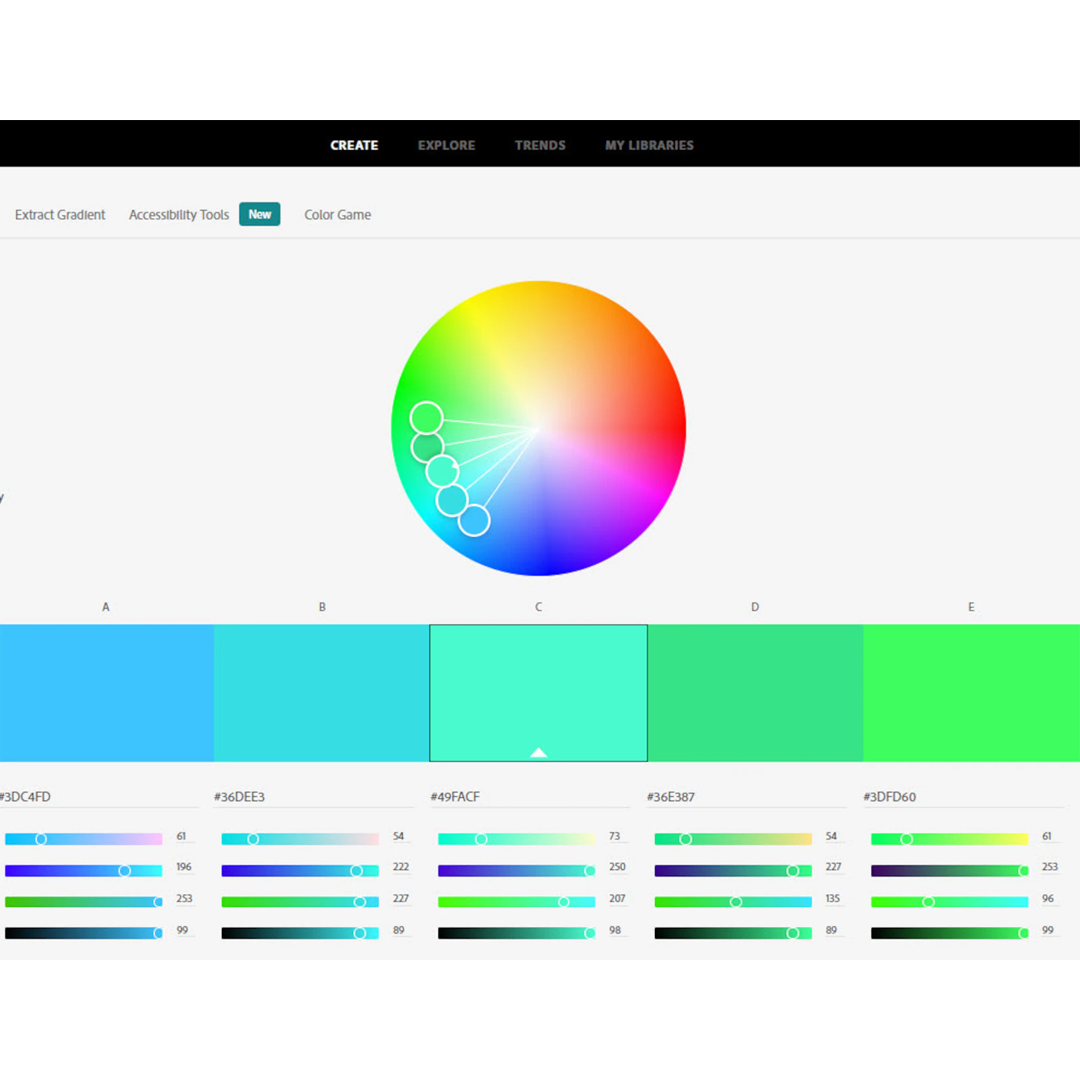 CREATE EXPLORE TRENDS MY LIBRARIES
Extract Gradient Accessibility Tools New Color Game
y
A B C D E
#3DC4FD #36DEE3 #49FACF #36E387 #3DFD60
61 54 73 54 61
196 222 250 227 253
253 227 207 135 96
99 89 98 89 99